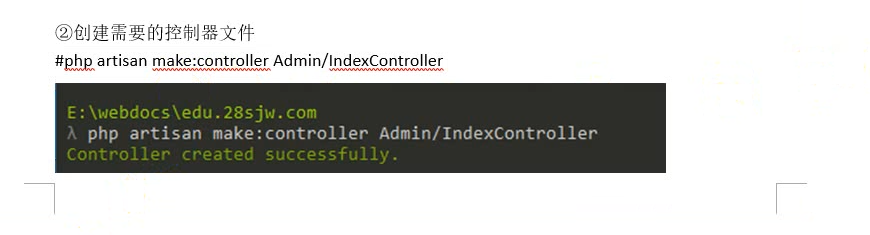 ②创建需要的控制器文件
#php artisan make:controller Admin/IndexController
E:\webdocs\edu.28sjw.com
λ php artisan make:controller Admin/IndexController
Controller created successfully.